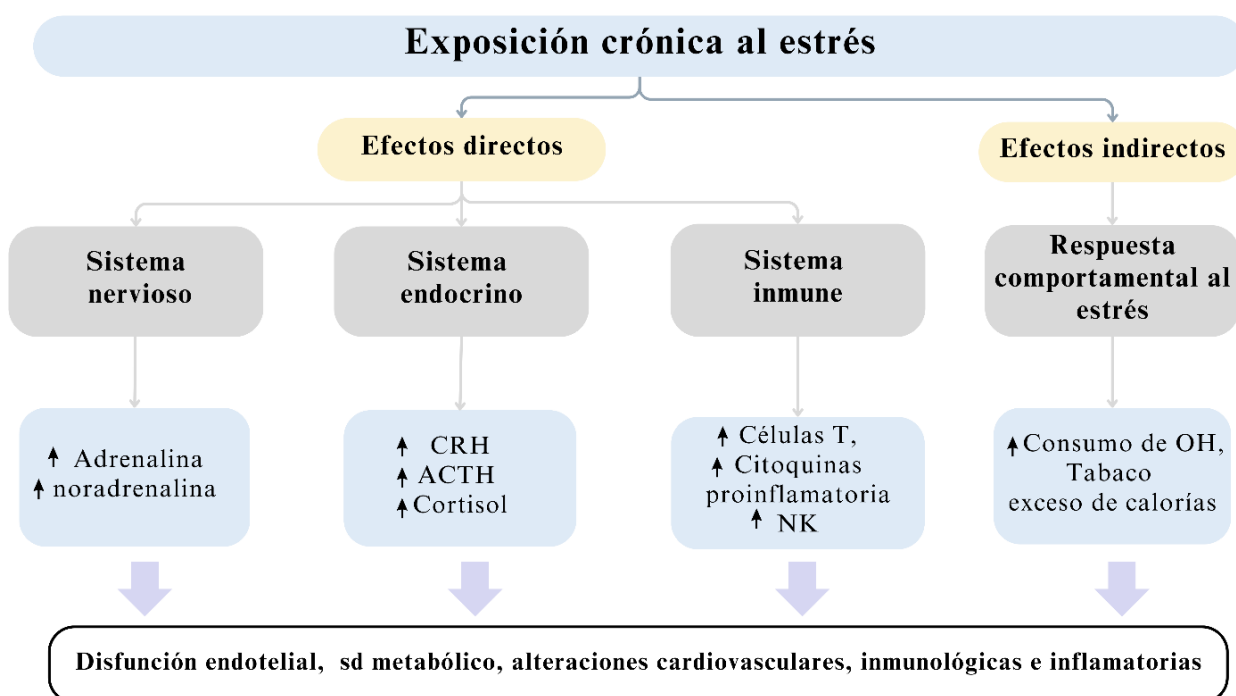 Exposición crónica al estrés
Efectos directos
Efectos indirectos
Sistema
nervioso
Sistema
endocrino
Sistema
inmune
Respuesta
comportamental al
estrés
Adrenalina
noradrenalina
CRH
ACTH
Cortisol
Células T,
Citoquinas
proinflamatoria
NK
Consumo de OH,
Tabaco
exceso de calorías
Disfunción endotelial, sd metabólico, alteraciones cardiovasculares, inmunológicas e inflamatorias